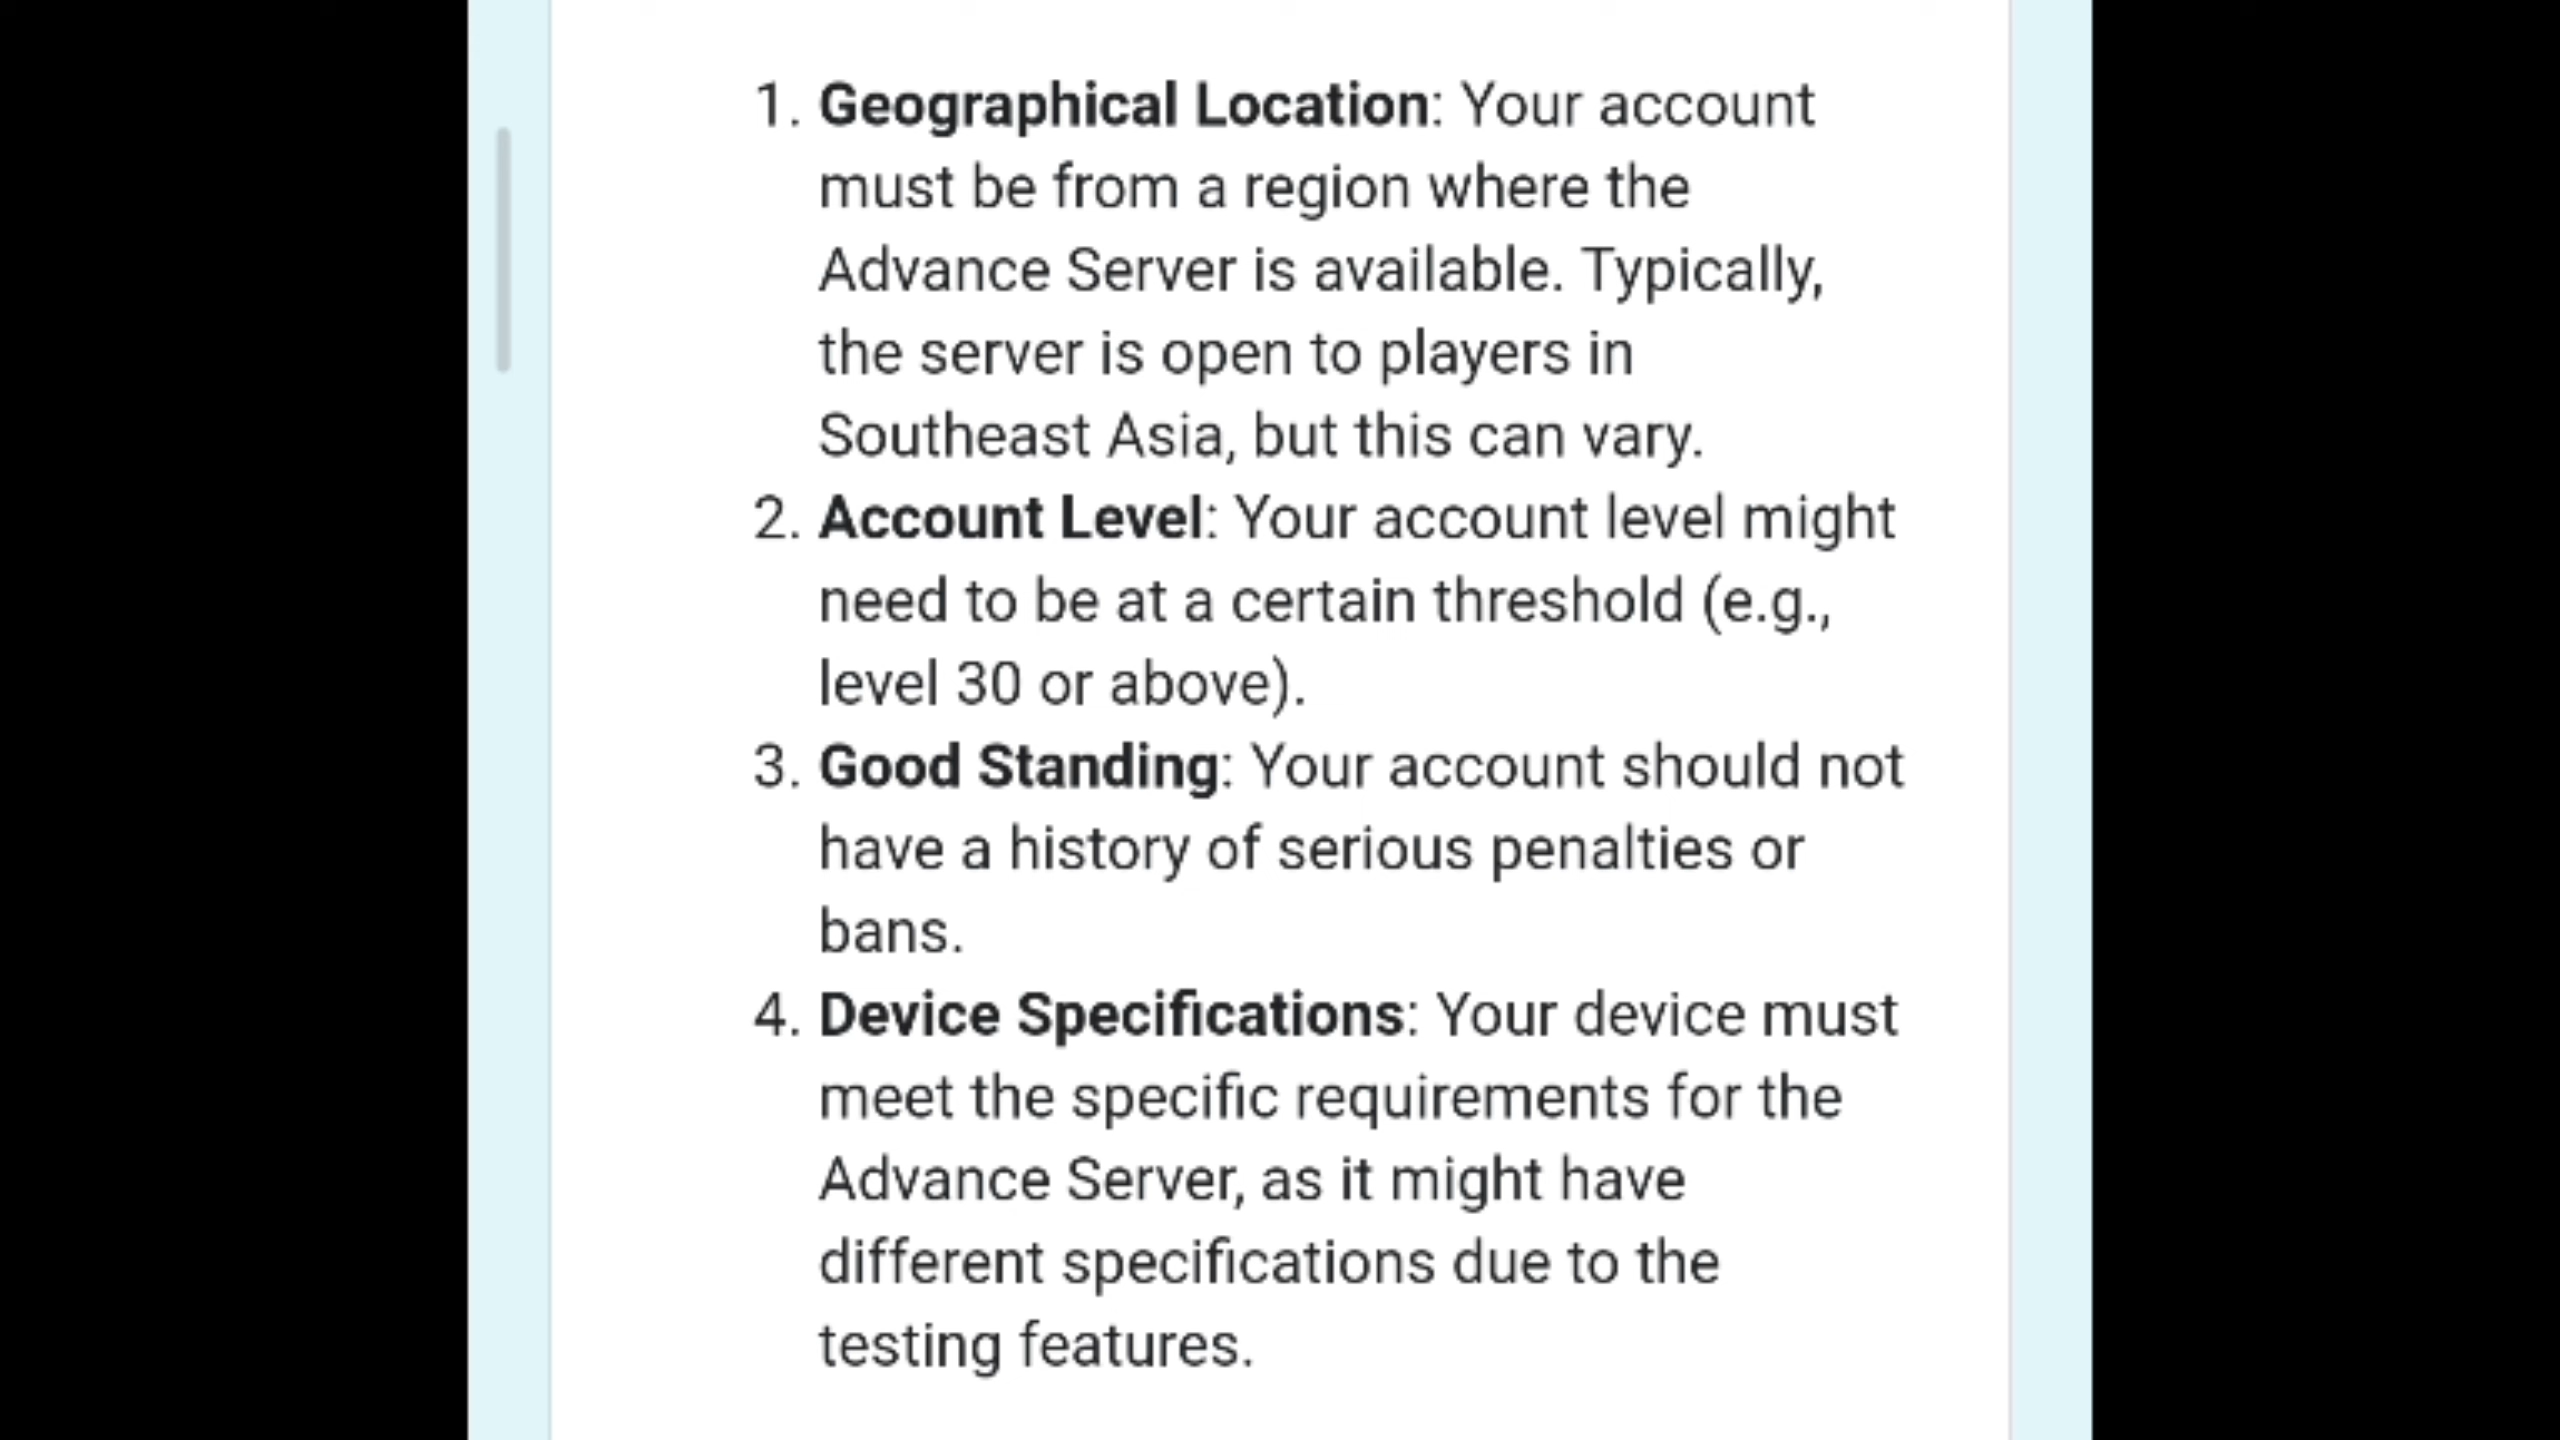 1. Geographical Location: Your account
must be from a region where the
Advance Server is available. Typically,
the server is open to players in
Southeast Asia, but this can vary.
2. Account Level: Your account level might
need to be at a certain threshold (e.g.,
level 30 or above).
3. Good Standing: Your account should not
have a history of serious penalties or
bans.
4. Device Specifications: Your device must
meet the specific requirements for the
Advance Server, as it might have
different specifications due to the
testing features.